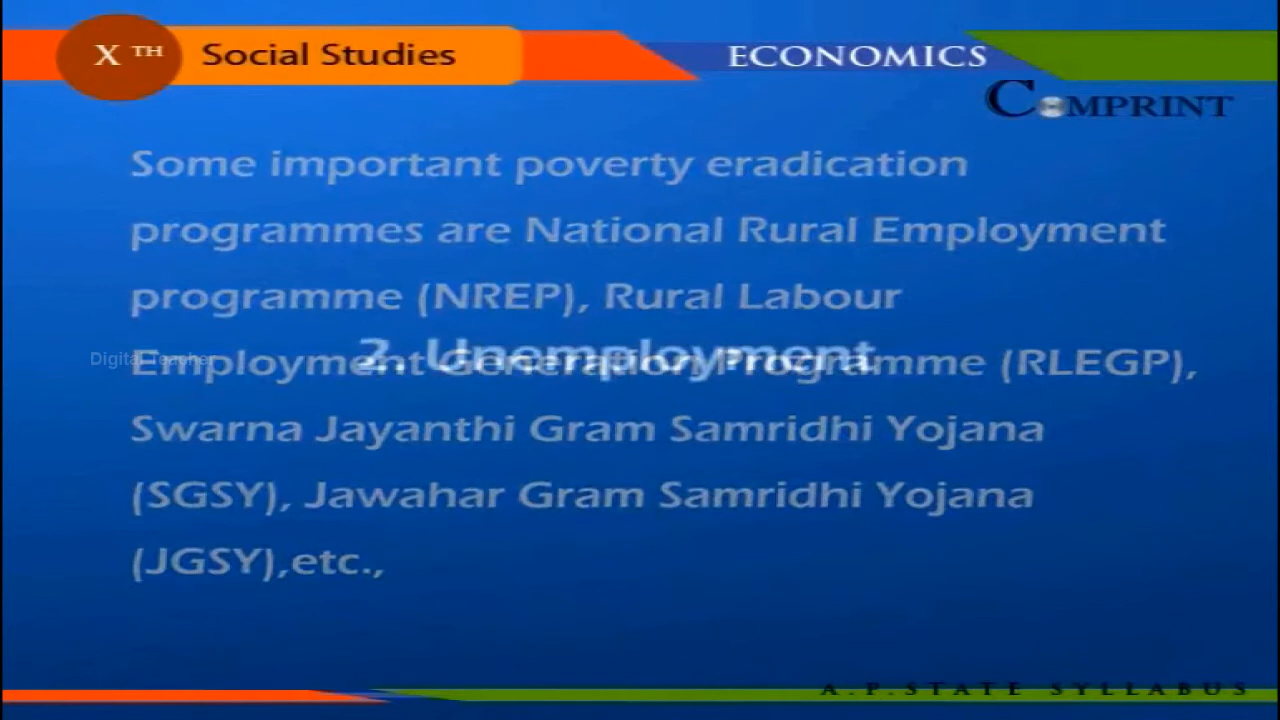 X TH Social Studies ECONOMICS
COMPRINT
Some important poverty eradication
programmes are National Rural Employment
programme (NREP), Rural Labour
Employment Generation Programme (RLEGP),
2. Unemployment
Digital Teacher
Swarna Jayanthi Gram Samridhi Yojana
(SGSY), Jawahar Gram Samridhi Yojana
(JGSY),etc.,
A.P.STATE SYLLABUS